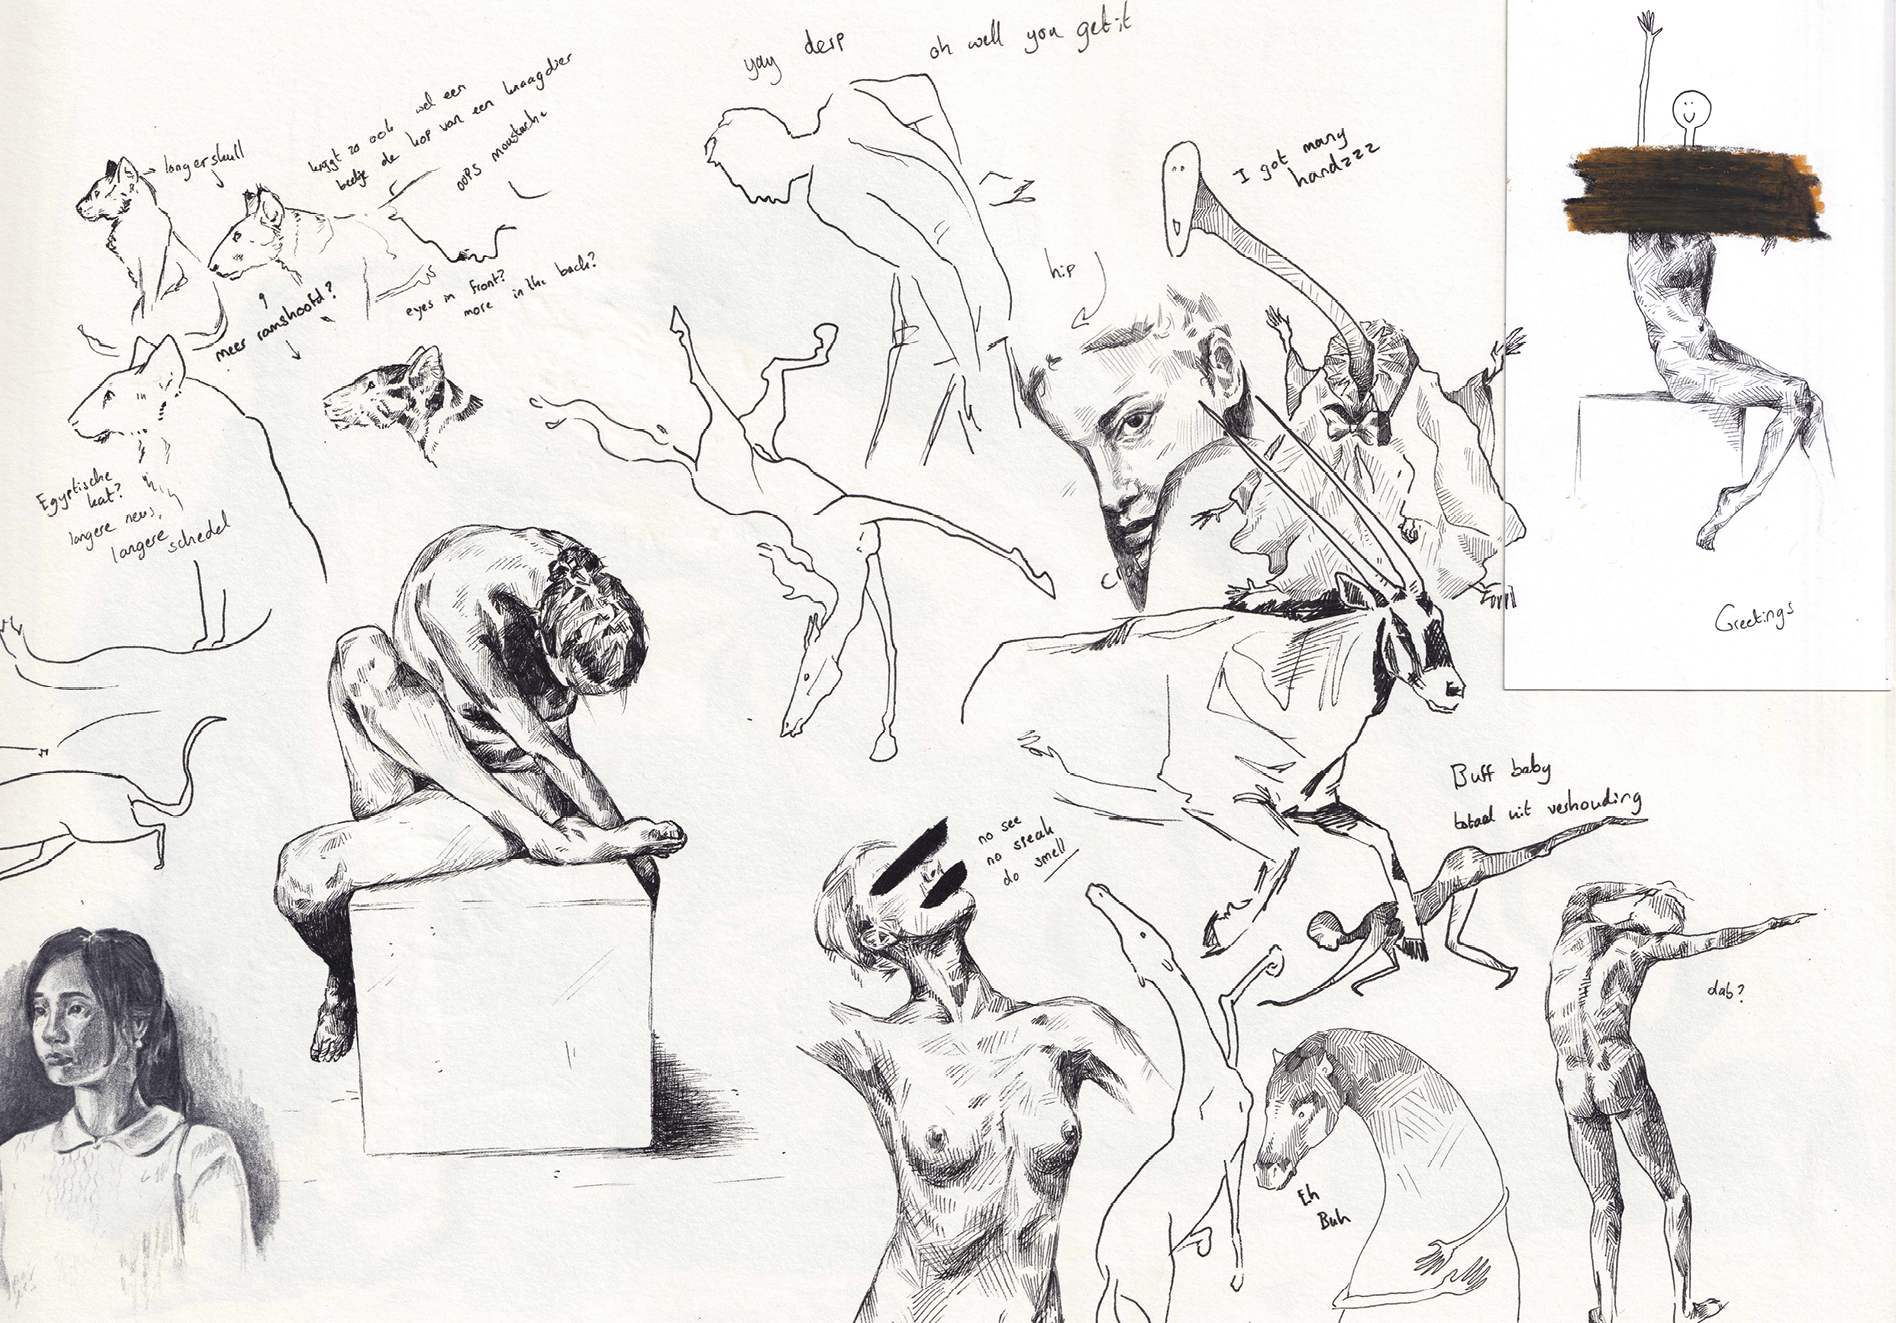 yay derp
oh well you get it
longer skull
krijgt zo ook wel een
beetje de kop van een knaagdier
oops moustache
I got many
handzzz
hip
eyes in front?
more in the back?
meer ramshoofd?
Egyptische
kat?
langere neus,
langere schedel
Greetings
Buff baby
totaal uit verhouding
no see
no speak
do smell
dab?
Eh
Buh